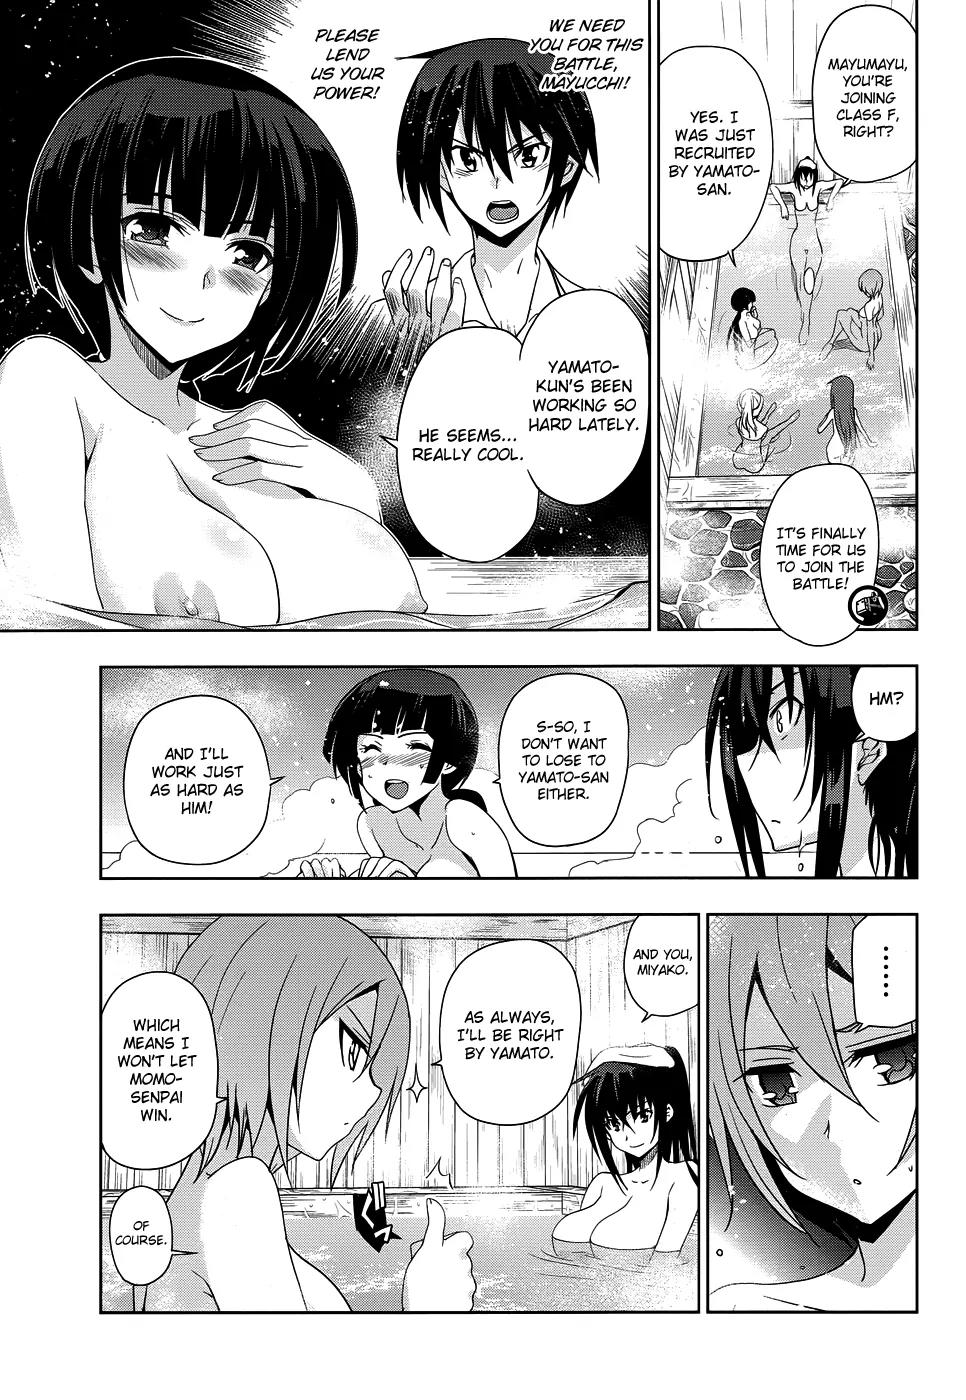 MAYUMAYU,
YOU'RE
JOINING
CLASS F,
RIGHT?
YES. I
WAS JUST
RECRUITED
BY YAMATO-
SAN.
IT'S FINALLY
TIME FOR US
TO JOIN THE
BATTLE!
WE NEED
YOU FOR THIS
BATTLE,
MAYUCCHI!
PLEASE
LEND
US YOUR
POWER!
YAMATO-
KUN'S BEEN
WORKING SO
HARD LATELY.
HE SEEMS...
REALLY COOL.
HM?
S-SO, I
DON'T WANT
TO LOSE TO
YAMATO-SAN
EITHER.
AND I'LL
WORK JUST
AS HARD AS
HIM!
......
AND YOU,
MIYAKO.
AS ALWAYS,
I'LL BE RIGHT
BY YAMATO.
WHICH
MEANS I
WON'T LET
MOMO-
SENPAI
WIN.
OF
COURSE.